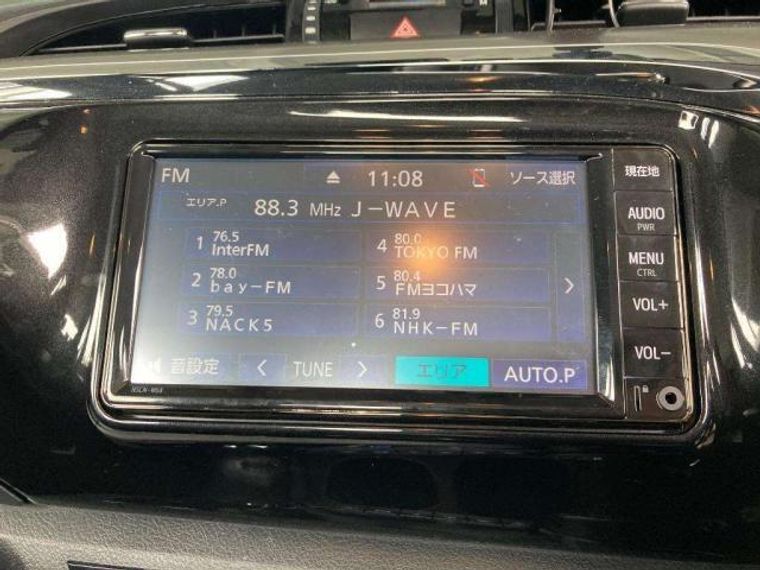 FM 11:08 ソース選択
エリア.P 88.3 MHz J-WAVE
1 76.5 InterFM
2 78.0 bay-FM
3 79.5 NACK5
4 80.0 TOKYO FM
5 80.4 FMヨコハマ
6 81.9 NHK-FM
音設定 < TUNE > エリア AUTO.P
現在地
AUDIO
PWR
MENU
CTRL
VOL+
VOL-